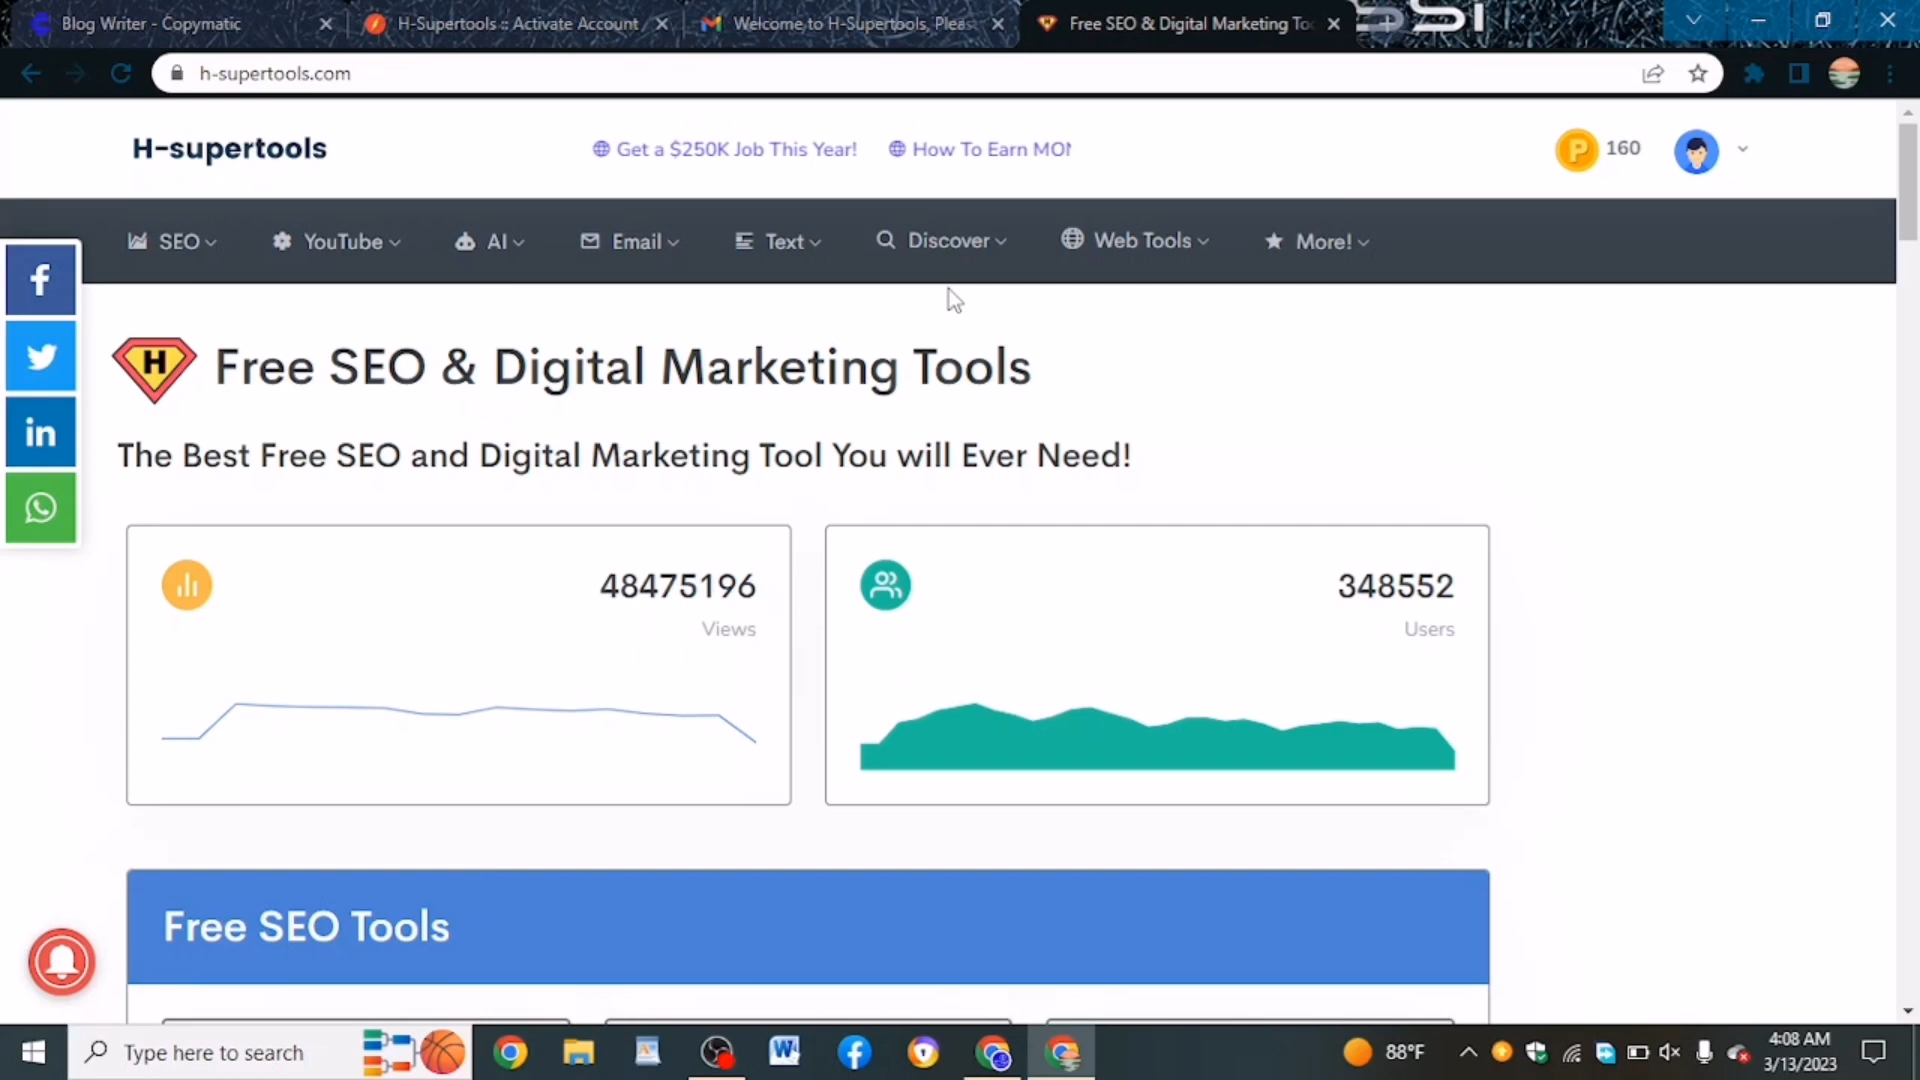 Blog Writer - Copymatic
H-Supertools :: Activate Account
Welcome to H-Supertools, Pleas
Free SEO & Digital Marketing Too
h-supertools.com
H-supertools
Get a $250K Job This Year!
How To Earn MON
P 160
SEO
YouTube
AI
Email
Text
Discover
Web Tools
More!
H
Free SEO & Digital Marketing Tools
The Best Free SEO and Digital Marketing Tool You will Ever Need!
48475196
Views
348552
Users
Free SEO Tools
Type here to search
88°F
4:08 AM
3/13/2023